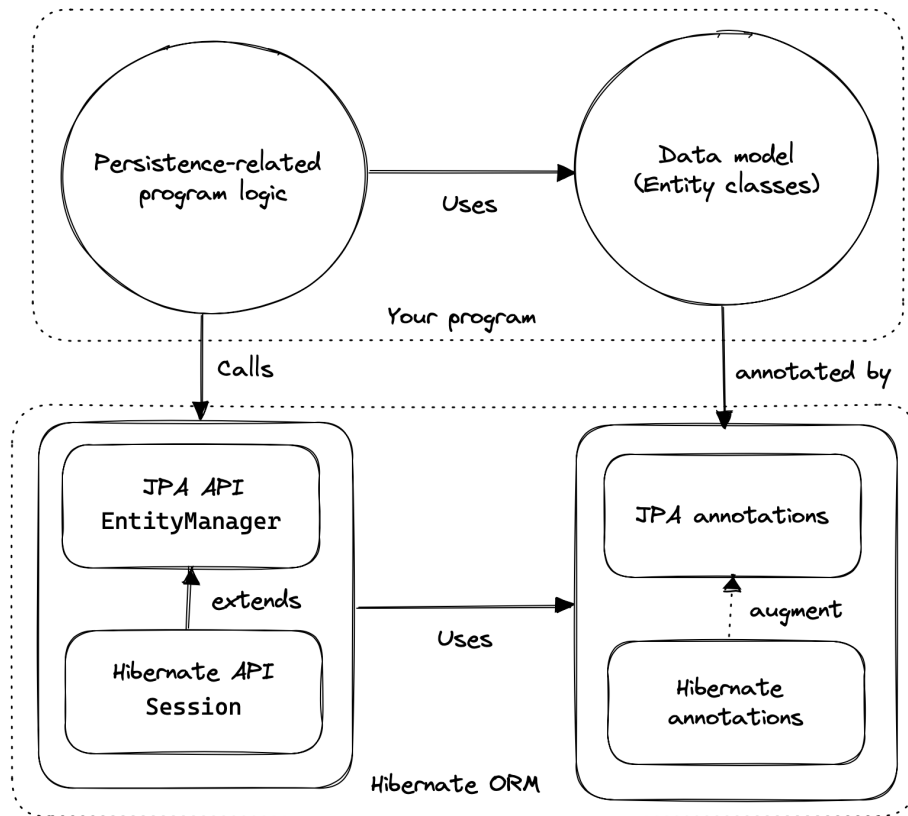 Persistence-related
program logic
Uses
Data model
(Entity classes)
Your program
Calls
annotated by
JPA API
EntityManager
extends
Hibernate API
Session
Uses
JPA annotations
augment
Hibernate
annotations
Hibernate ORM